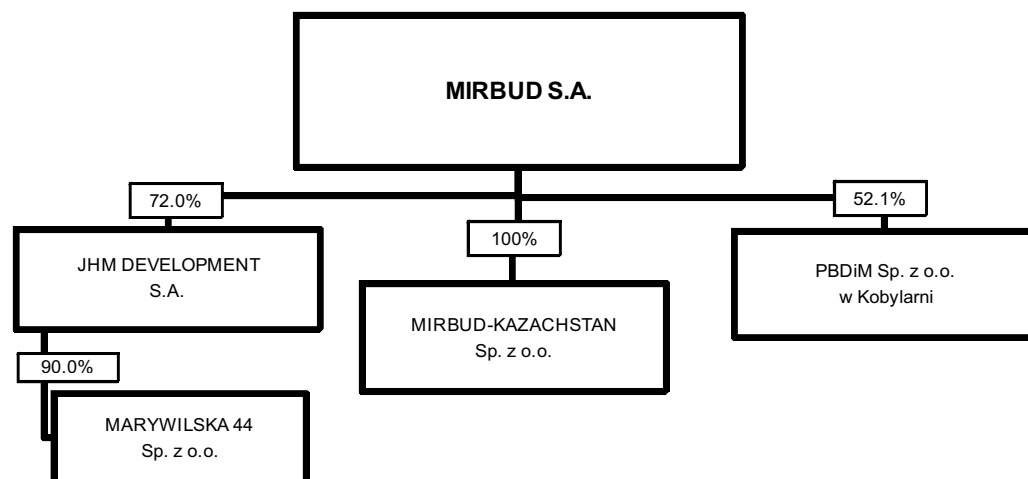 MIRBUD S.A.
72.0%
100%
52.1%
JHM DEVELOPMENT
S.A.
MIRBUD-KAZACHSTAN
Sp. z o.o.
PBDiM Sp. z o.o.
w Kobylarni
90.0%
MARYWILSKA 44
Sp. z o.o.